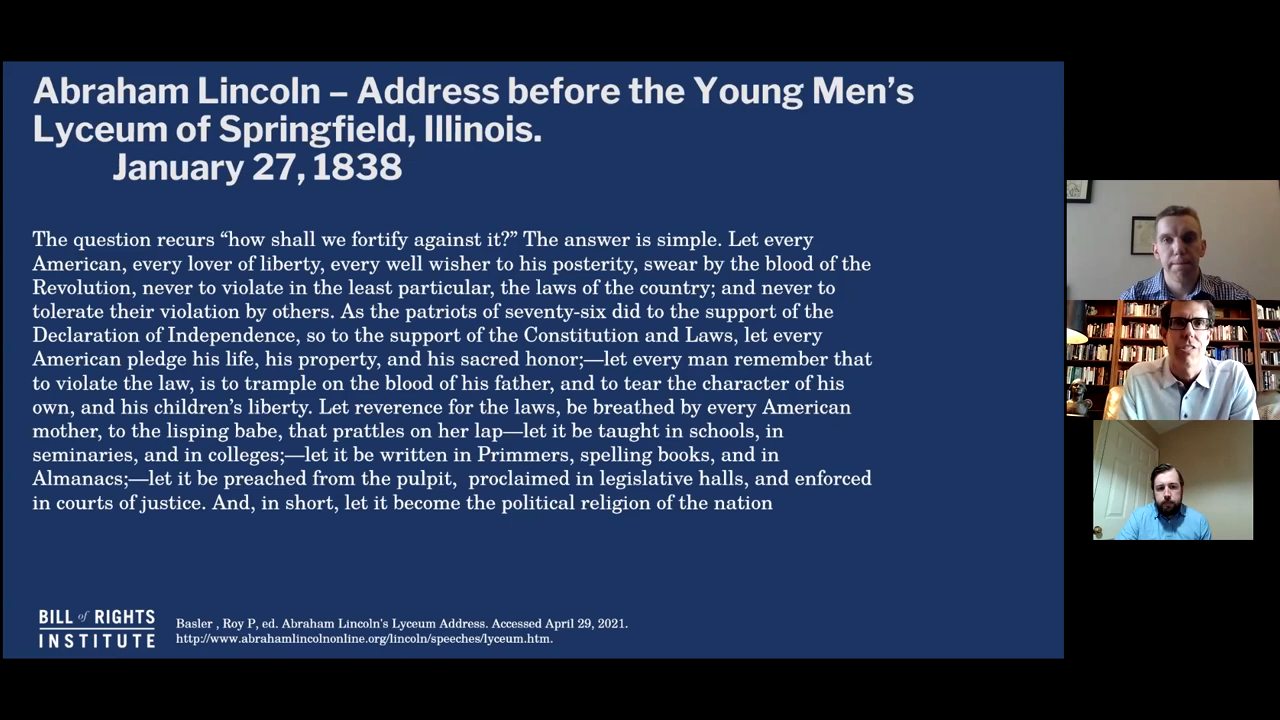 Abraham Lincoln – Address before the Young Men’s
Lyceum of Springfield, Illinois.
January 27, 1838
The question recurs “how shall we fortify against it?” The answer is simple. Let every
American, every lover of liberty, every well wisher to his posterity, swear by the blood of the
Revolution, never to violate in the least particular, the laws of the country; and never to
tolerate their violation by others. As the patriots of seventy-six did to the support of the
Declaration of Independence, so to the support of the Constitution and Laws, let every
American pledge his life, his property, and his sacred honor;—let every man remember that
to violate the law, is to trample on the blood of his father, and to tear the character of his
own, and his children’s liberty. Let reverence for the laws, be breathed by every American
mother, to the lisping babe, that prattles on her lap—let it be taught in schools, in
seminaries, and in colleges;—let it be written in Primmers, spelling books, and in
Almanacs;—let it be preached from the pulpit,  proclaimed in legislative halls, and enforced
in courts of justice. And, in short, let it become the political religion of the nation
BILL of RIGHTS
INSTITUTE
Basler , Roy P, ed. Abraham Lincoln's Lyceum Address. Accessed April 29, 2021.
http://www.abrahamlincolnonline.org/lincoln/speeches/lyceum.htm.